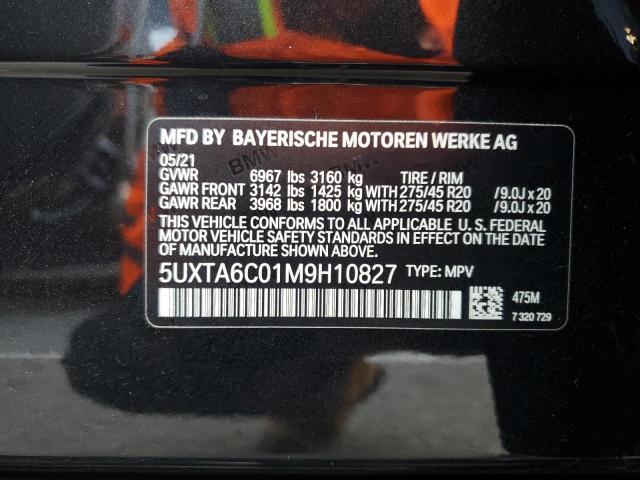 MFD BY BAYERISCHE MOTOREN WERKE AG
05/21
GVWR 6967 lbs 3160 kg TIRE / RIM
GAWR FRONT 3142 lbs 1425 kg WITH 275/45 R20 /9.0J x 20
GAWR REAR 3968 lbs 1800 kg WITH 275/45 R20 /9.0J x 20
THIS VEHICLE CONFORMS TO ALL APPLICABLE U. S. FEDERAL
MOTOR VEHICLE SAFETY STANDARDS IN EFFECT ON THE DATE
OF MANUFACTURE SHOWN ABOVE.
5UXTA6C01M9H10827 TYPE: MPV
475M
7 320 729